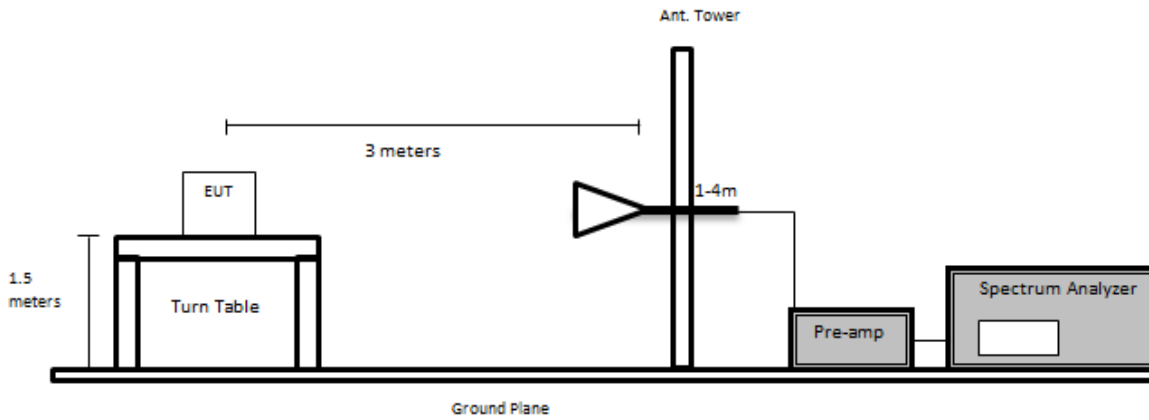 Ant. Tower
3 meters
EUT
1-4m
1.5
meters
Turn Table
Spectrum Analyzer
Pre-amp
Ground Plane